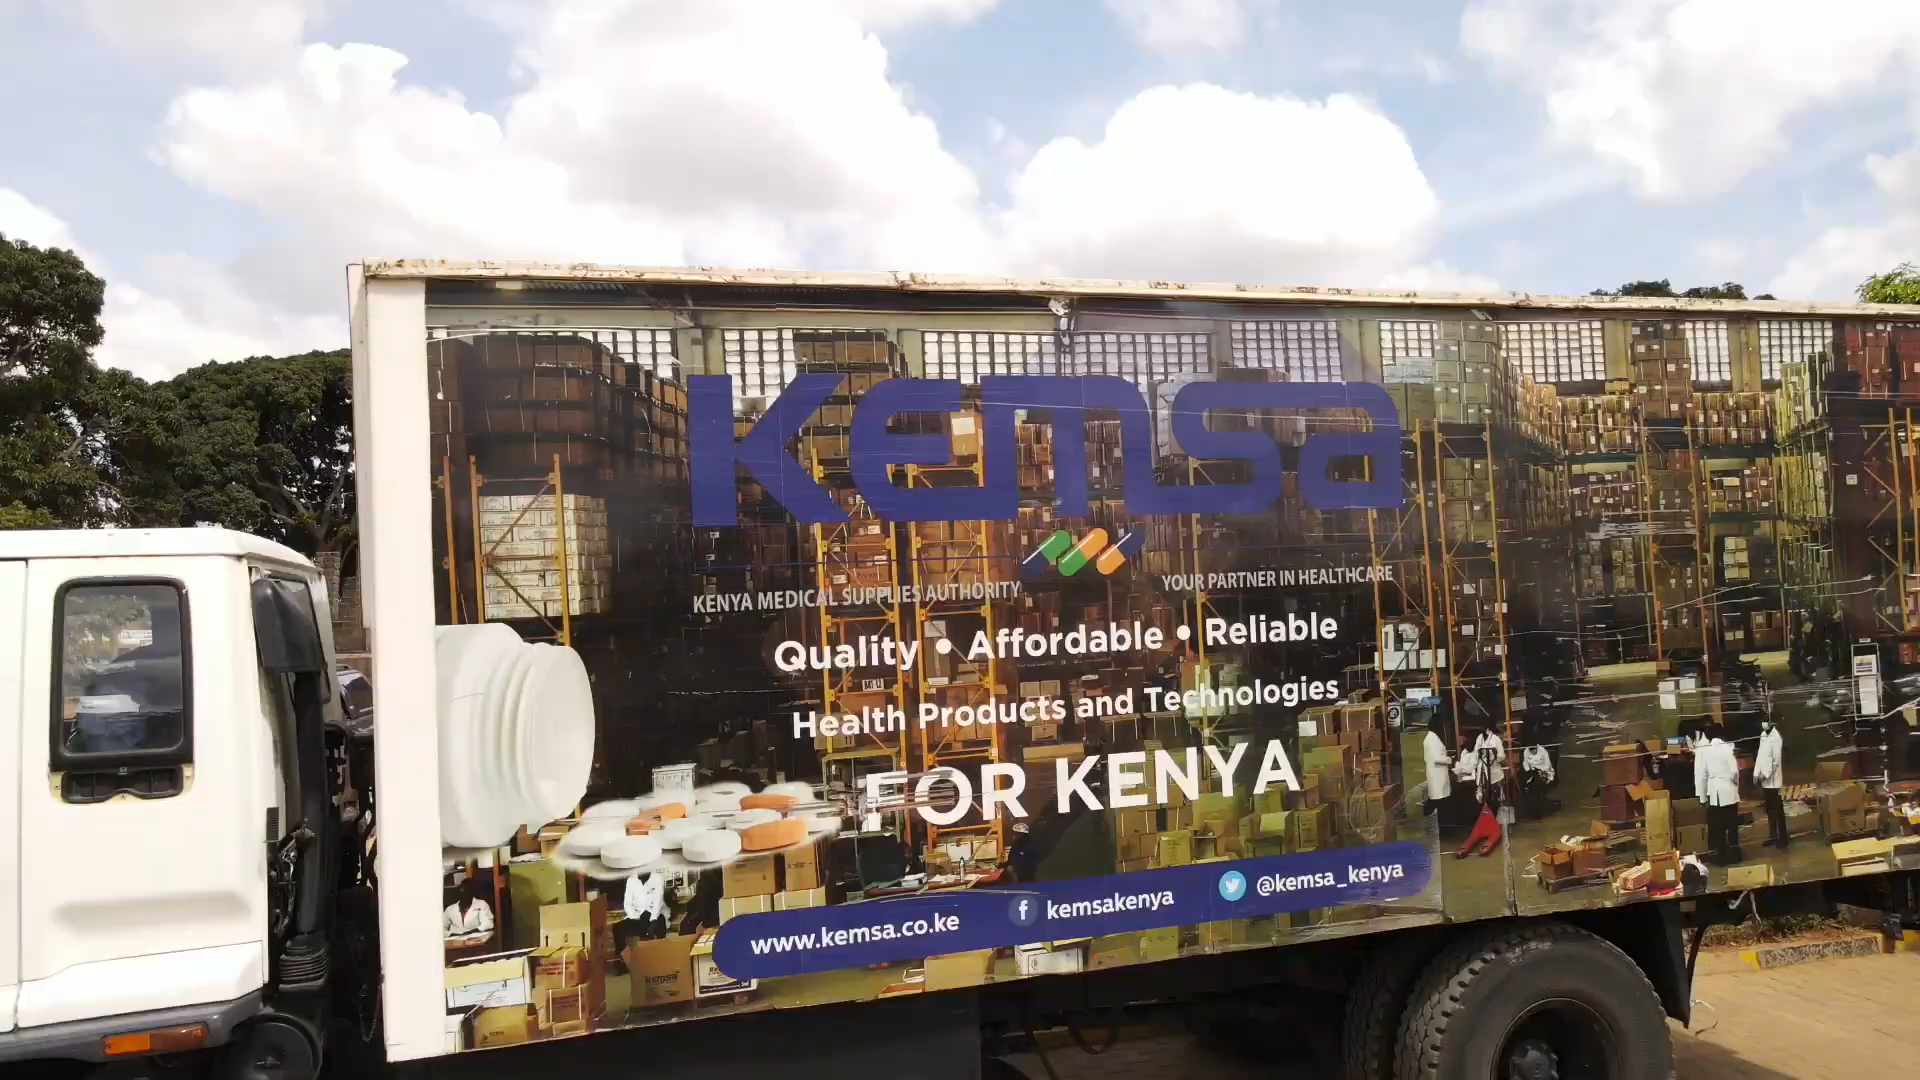 kemsa
KENYA MEDICAL SUPPLIES AUTHORITY
YOUR PARTNER IN HEALTHCARE
Quality • Affordable • Reliable
Health Products and Technologies
FOR KENYA
www.kemsa.co.ke
kemsakenya
@kemsa_kenya
kemsa